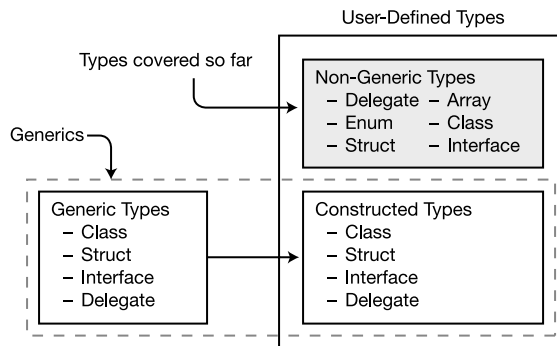 User-Defined Types
Types covered so far
Non-Generic Types
– Delegate – Array
– Enum – Class
– Struct – Interface
Generics
Generic Types
– Class
– Struct
– Interface
– Delegate
Constructed Types
– Class
– Struct
– Interface
– Delegate